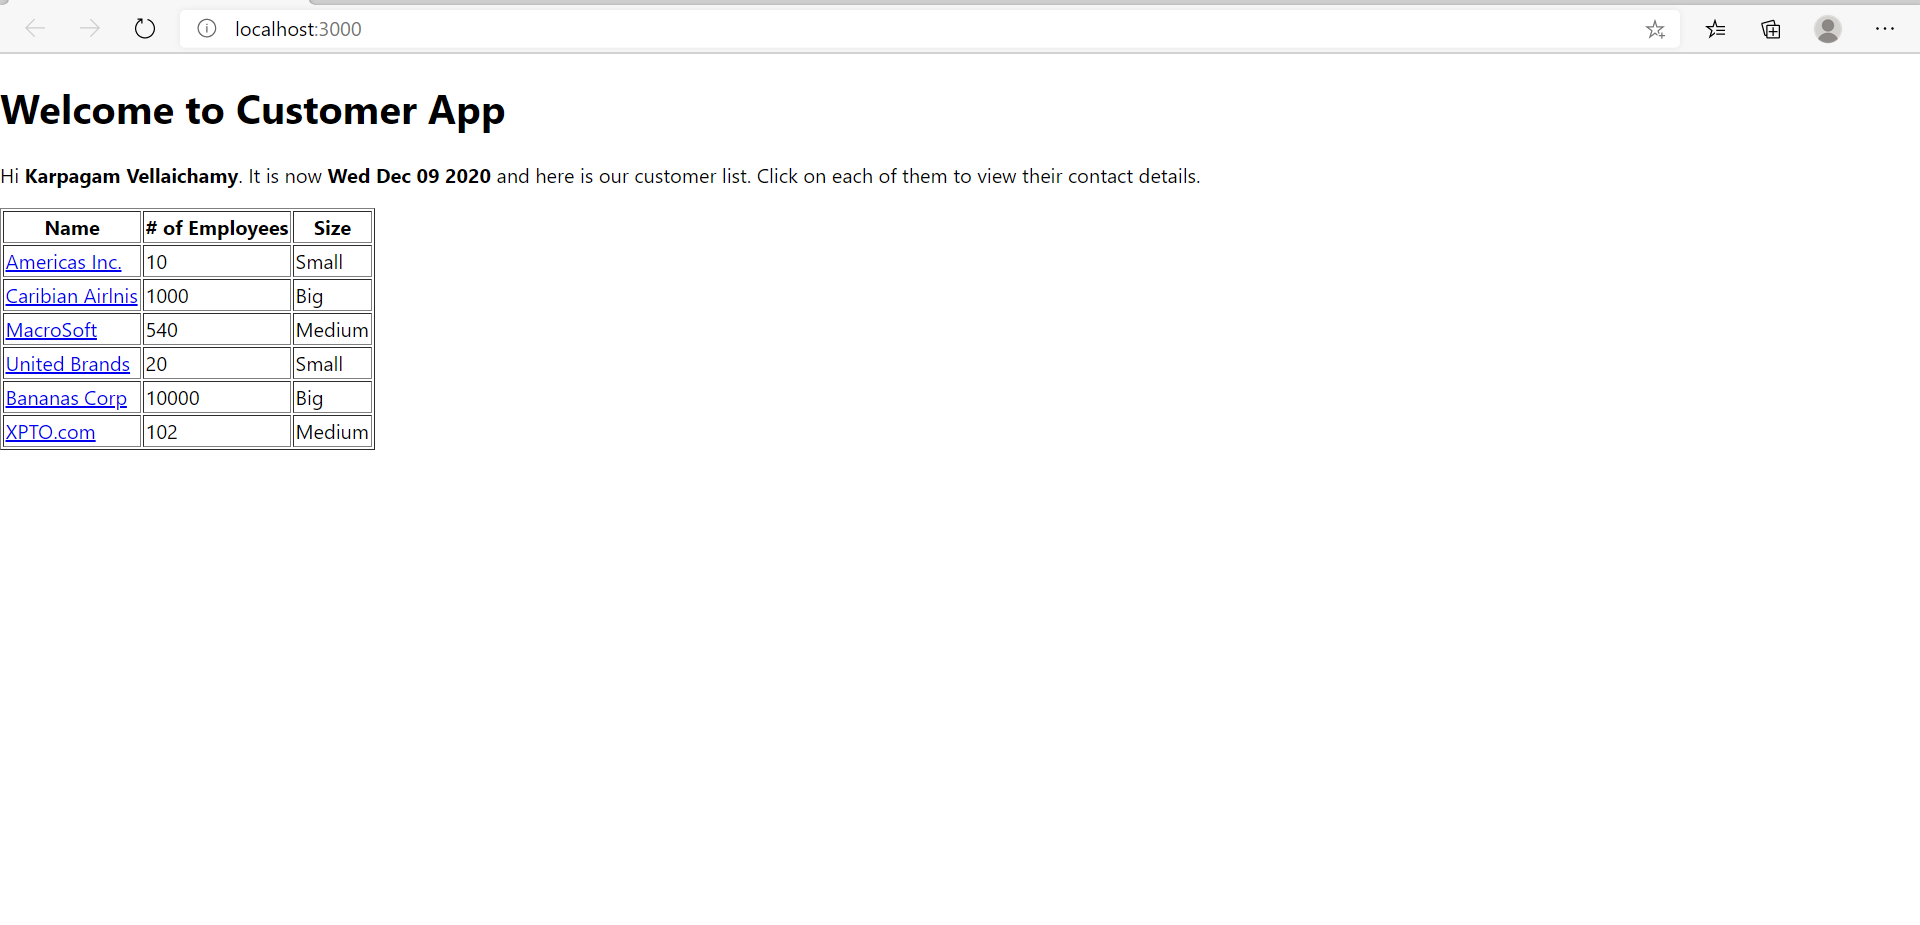 localhost:3000
Welcome to Customer App
Hi Karpagam Vellaichamy. It is now Wed Dec 09 2020 and here is our customer list. Click on each of them to view their contact details.
Name # of Employees Size
Americas Inc. 10 Small
Caribian Airlnis 1000 Big
MacroSoft 540 Medium
United Brands 20 Small
Bananas Corp 10000 Big
XPTO.com 102 Medium